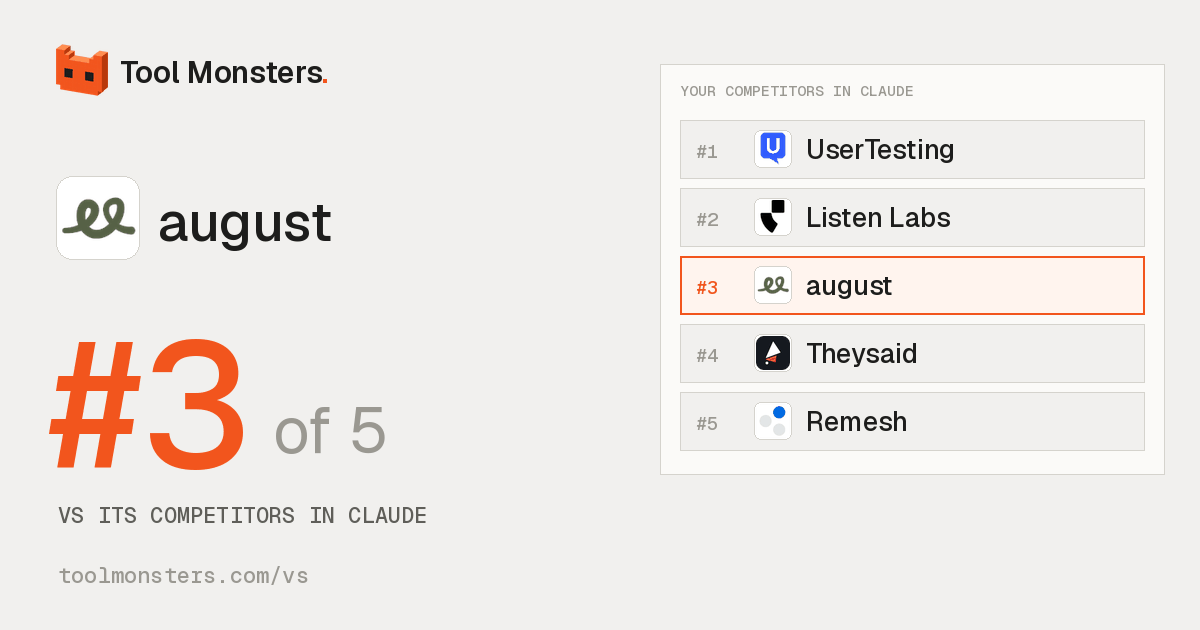 Tool Monsters.
august
#3 of 5
VS ITS COMPETITORS IN CLAUDE
toolmonsters.com/vs
YOUR COMPETITORS IN CLAUDE
#1 UserTesting
#2 Listen Labs
#3 august
#4 Theysaid
#5 Remesh